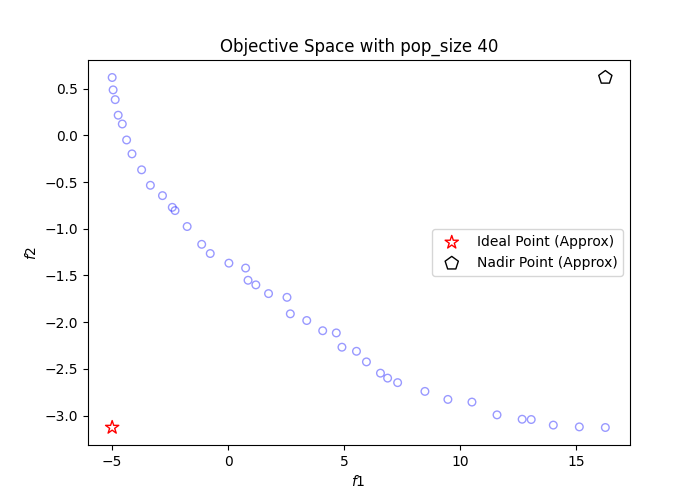 Objective Space with pop_size 40
0.5
0.0
−0.5
−1.0
−1.5
−2.0
−2.5
−3.0
f2
Ideal Point (Approx)
Nadir Point (Approx)
−5
0
5
10
15
f1